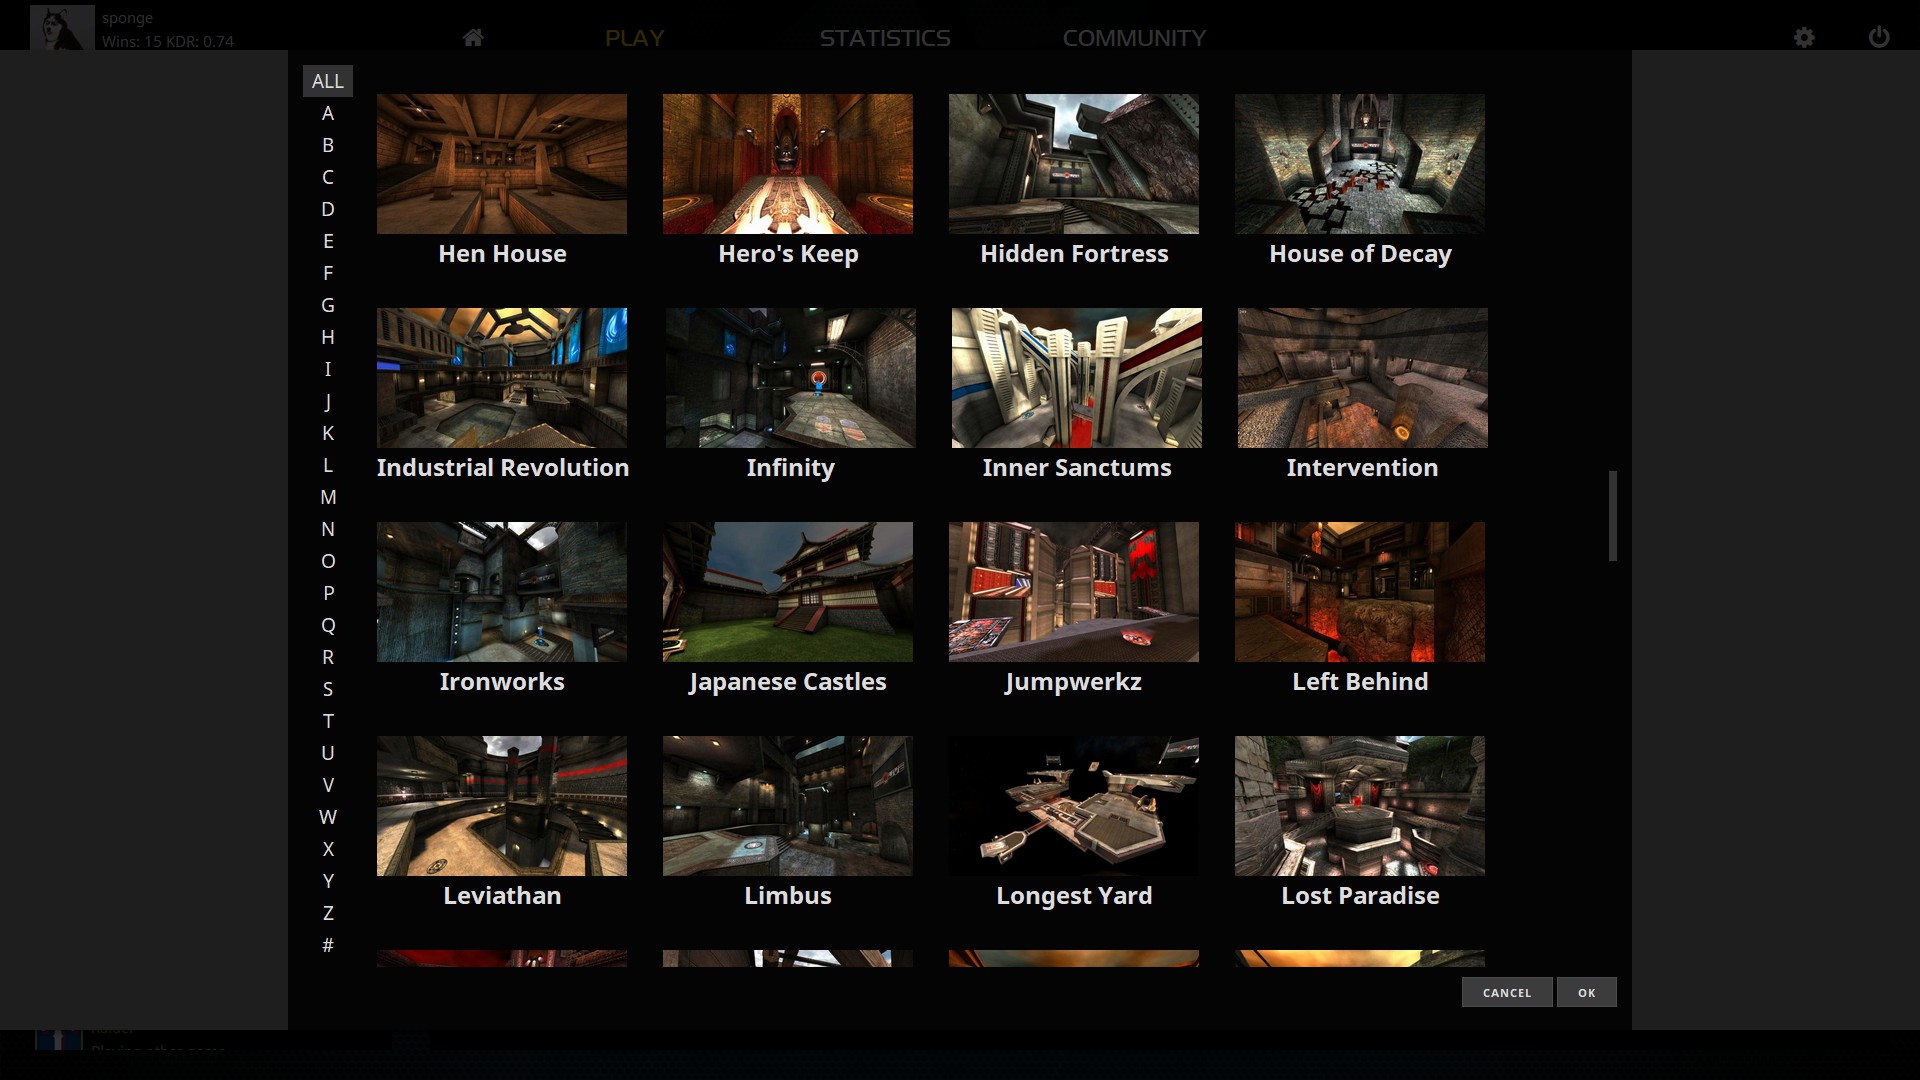 sponge
Wins: 15 KDR: 0.74
PLAY
STATISTICS
COMMUNITY
ALL
A
B
C
D
E
F
G
H
I
J
K
L
M
N
O
P
Q
R
S
T
U
V
W
X
Y
Z
#
Hen House
Hero's Keep
Hidden Fortress
House of Decay
Industrial Revolution
Infinity
Inner Sanctums
Intervention
Ironworks
Japanese Castles
Jumpwerkz
Left Behind
Leviathan
Limbus
Longest Yard
Lost Paradise
CANCEL
OK